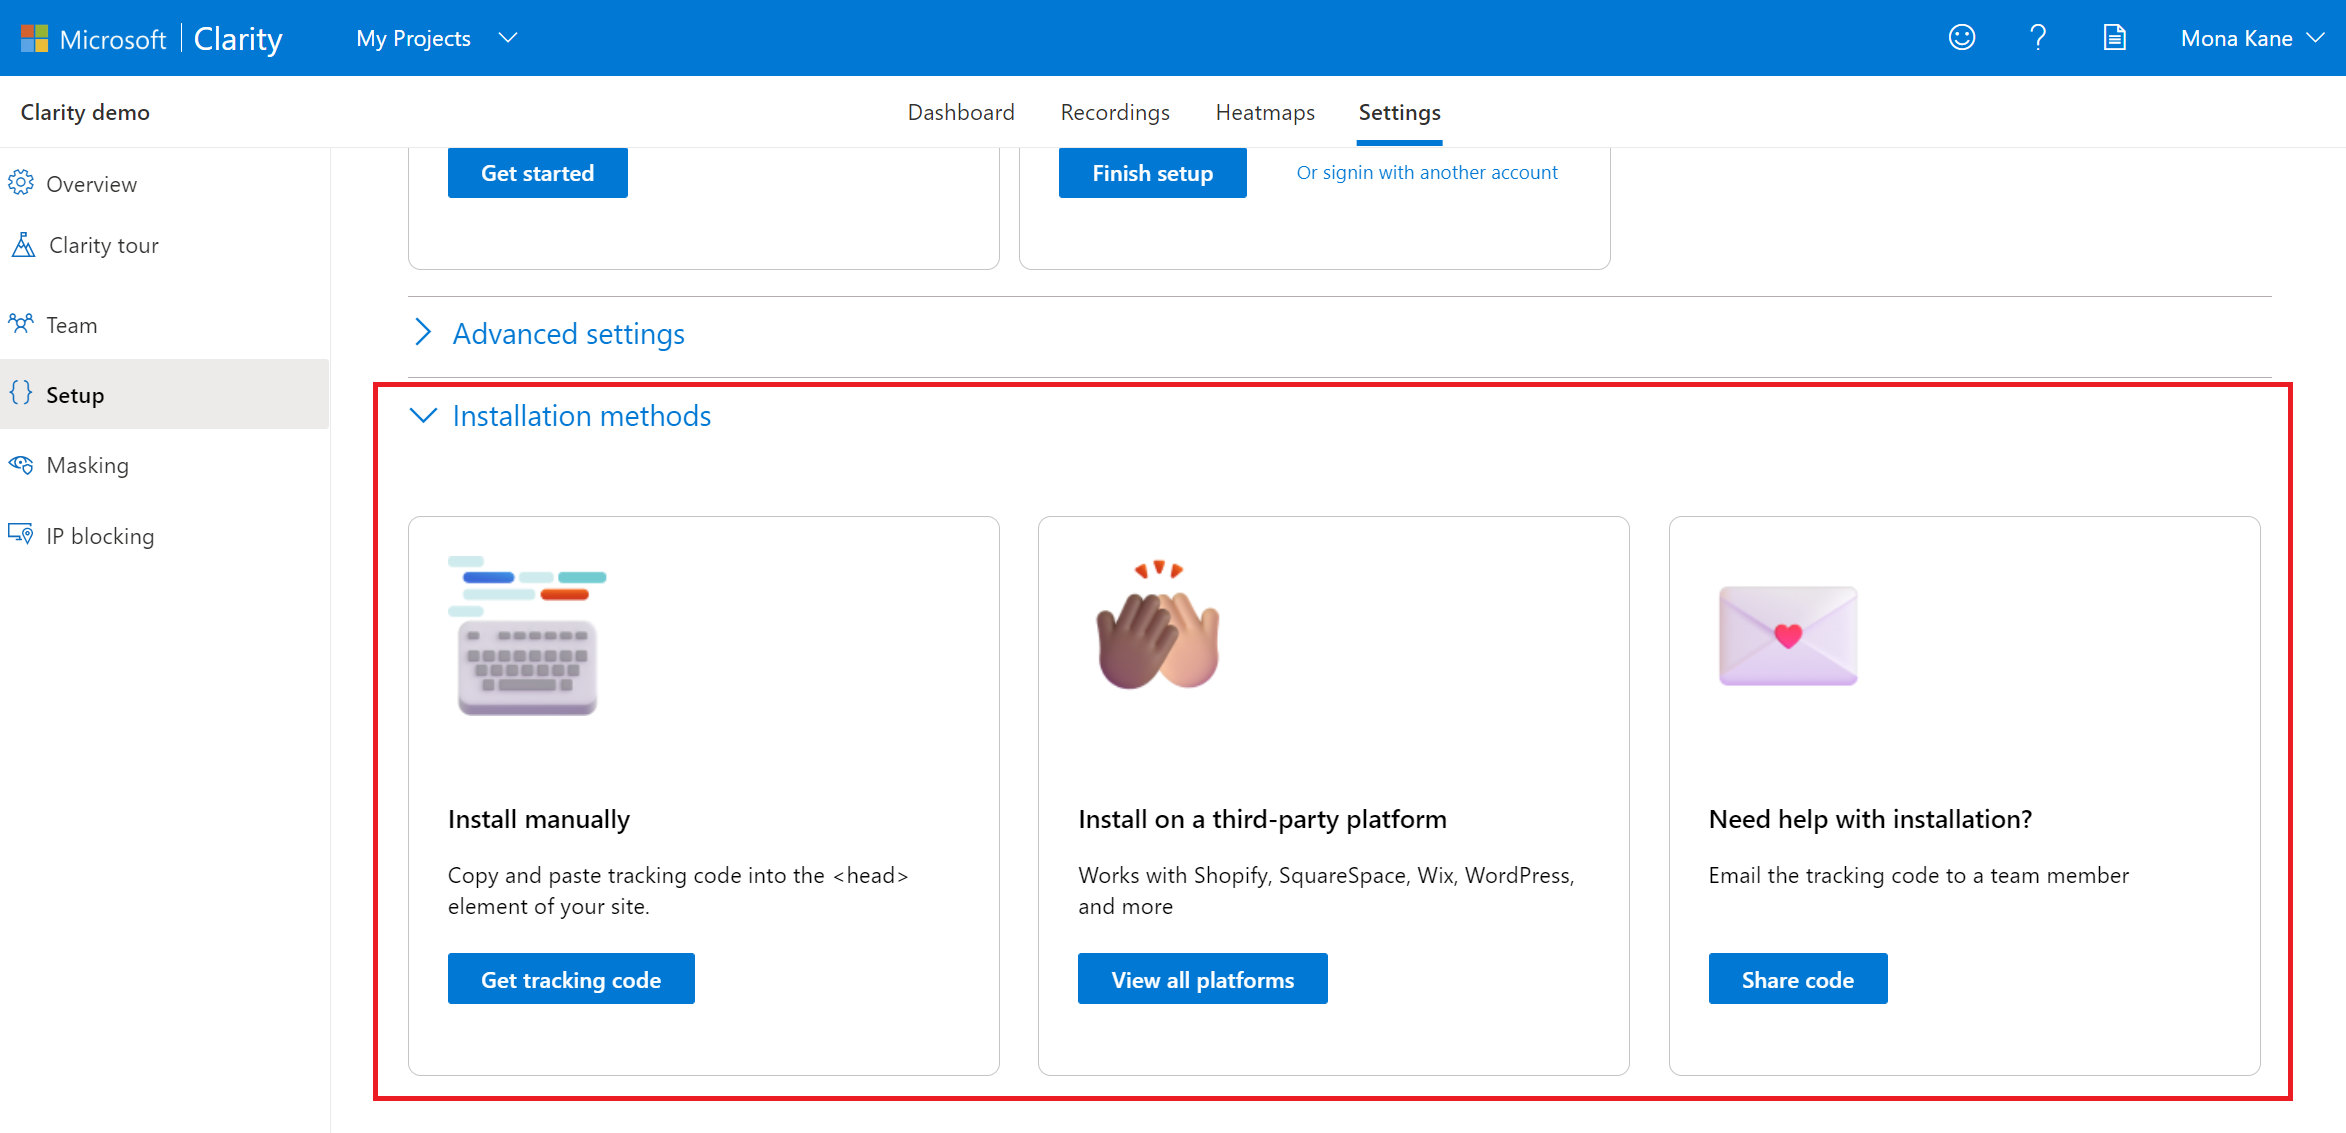 Microsoft | Clarity
My Projects
Mona Kane
Clarity demo
Dashboard
Recordings
Heatmaps
Settings
Overview
Clarity tour
Team
Setup
Masking
IP blocking
Get started
Finish setup
Or signin with another account
Advanced settings
Installation methods
Install manually
Copy and paste tracking code into the <head>
element of your site.
Get tracking code
Install on a third-party platform
Works with Shopify, SquareSpace, Wix, WordPress,
and more
View all platforms
Need help with installation?
Email the tracking code to a team member
Share code